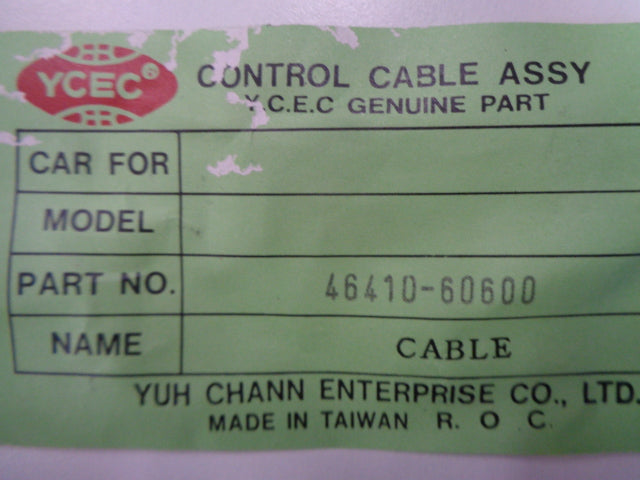 YCEC®
CONTROL CABLE ASSY
Y.C.E.C GENUINE PART
CAR FOR
MODEL
PART NO. 46410-60600
NAME CABLE
YUH CHANN ENTERPRISE CO., LTD.
MADE IN TAIWAN R. O C.